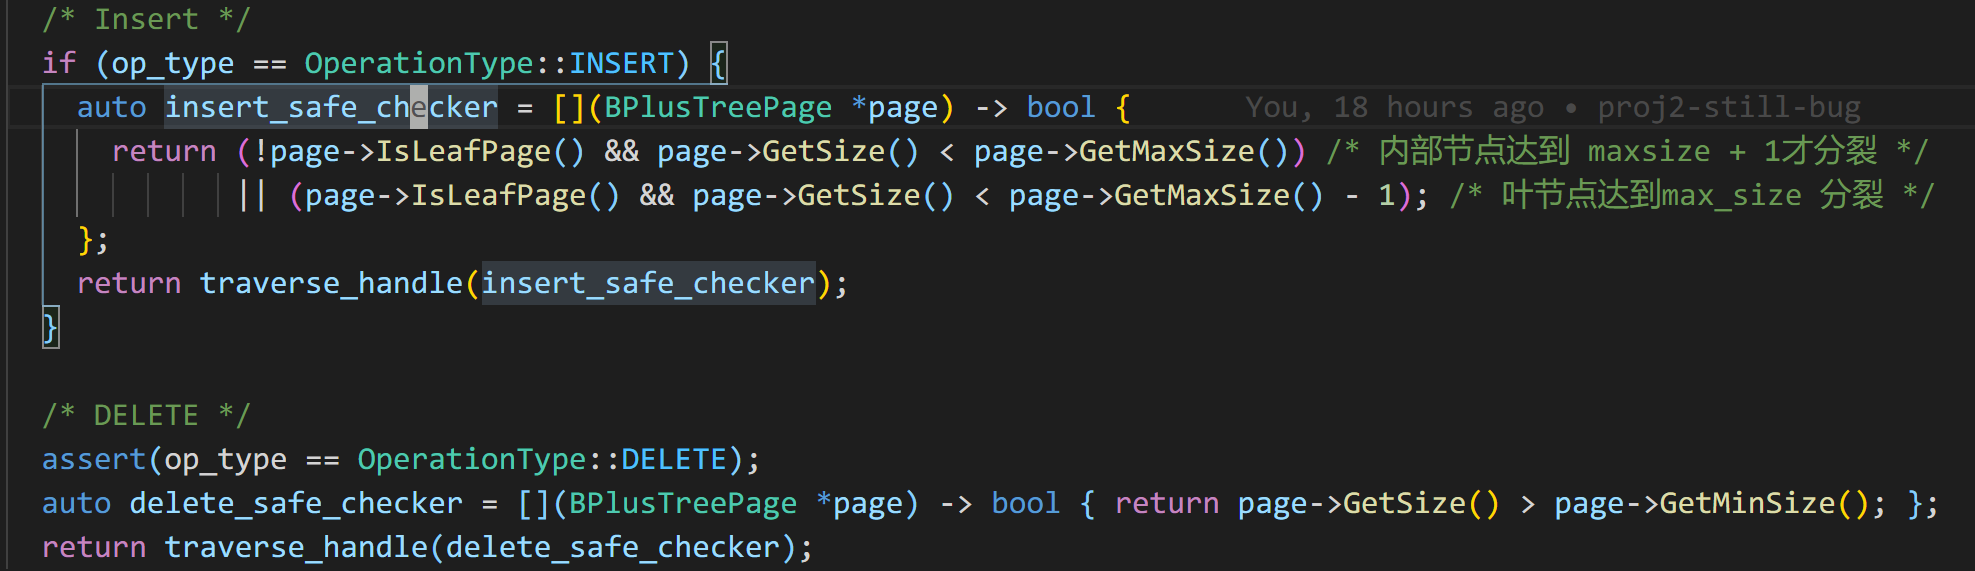 /* Insert */
if (op_type == OperationType::INSERT) {
auto insert_safe_checker = [](BPlusTreePage *page) -> bool { You, 18 hours ago • proj2-still-bug
return (!page->IsLeafPage() && page->GetSize() < page->GetMaxSize()) /* 内部节点达到 maxsize + 1才分裂 */
|| (page->IsLeafPage() && page->GetSize() < page->GetMaxSize() - 1); /* 叶节点达到max_size 分裂 */
};
return traverse_handle(insert_safe_checker);
}
/* DELETE */
assert(op_type == OperationType::DELETE);
auto delete_safe_checker = [](BPlusTreePage *page) -> bool { return page->GetSize() > page->GetMinSize(); };
return traverse_handle(delete_safe_checker);